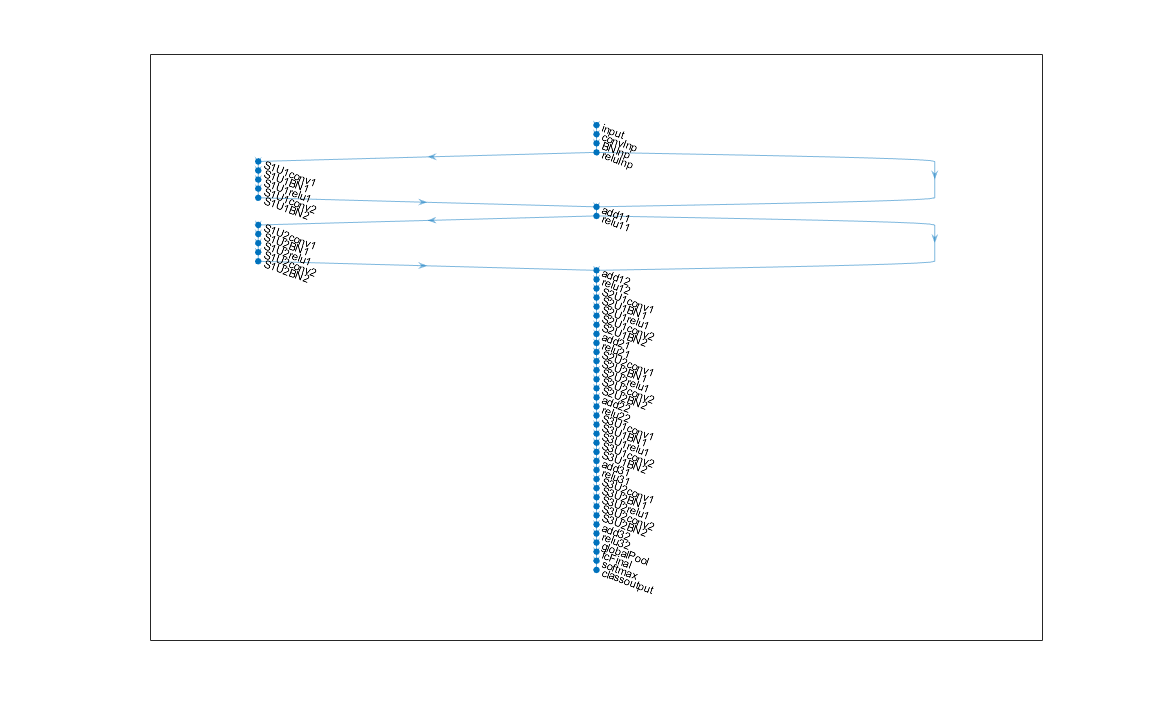 input
convInp
BNInp
reluInp
S1U1conv1
S1U1BN1
S1U1relu1
S1U1conv2
S1U1BN2
add11
relu11
S1U2conv1
S1U2BN1
S1U2relu1
S1U2conv2
S1U2BN2
add12
relu12
S2U1conv1
S2U1BN1
S2U1relu1
S2U1conv2
S2U1BN2
add21
relu21
S2U2conv1
S2U2BN1
S2U2relu1
S2U2conv2
S2U2BN2
add22
relu22
S3U1conv1
S3U1BN1
S3U1relu1
S3U1conv2
S3U1BN2
add31
relu31
S3U2conv1
S3U2BN1
S3U2relu1
S3U2conv2
S3U2BN2
add32
relu32
globalPool
fcFinal
softmax
classoutput